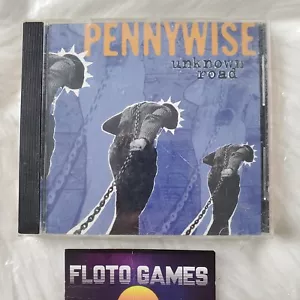 PENNYWISE
unknown
road
FLOTO GAMES